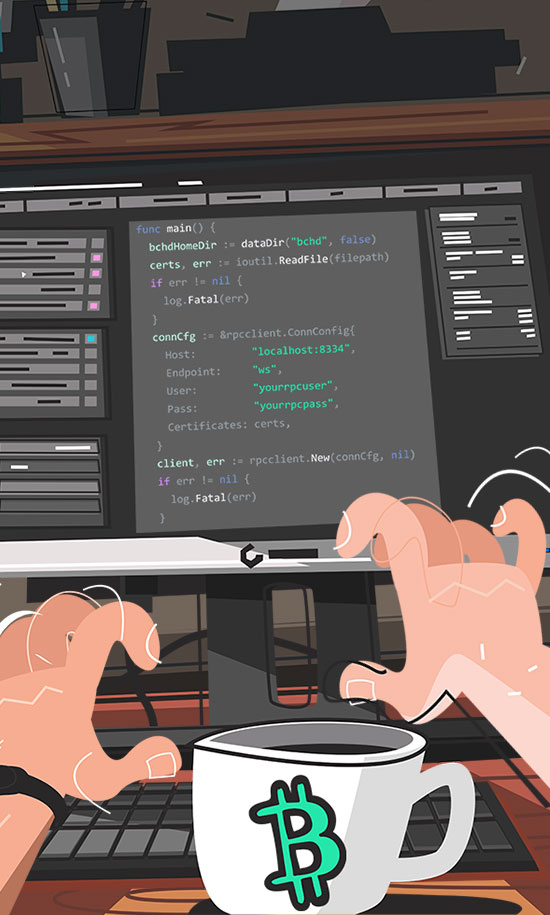 func main() {
bchdHomeDir := dataDir("bchd", false)
certs, err := ioutil.ReadFile(filepath)
if err != nil {
log.Fatal(err)
}
connCfg := &rpcclient.ConnConfig{
Host: "localhost:8334",
Endpoint: "ws",
User: "yourrpcuser",
Pass: "yourrpcpass",
Certificates: certs,
}
client, err := rpcclient.New(connCfg, nil)
if err != nil {
log.Fatal(err)
}